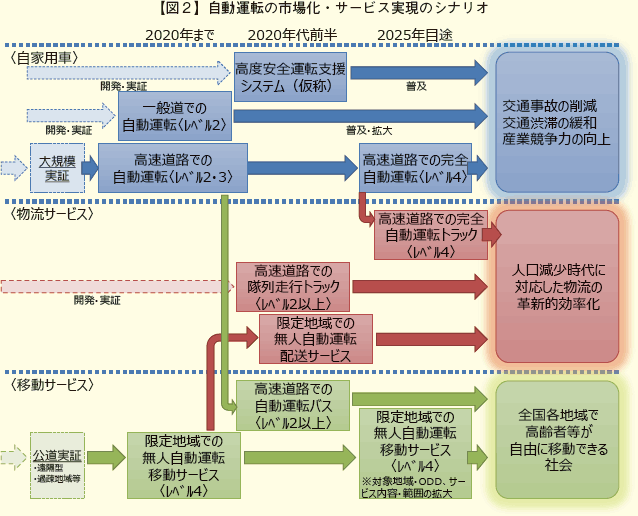 【図２】自動運転の市場化・サービス実現のシナリオ
2020年まで
2020年代前半
2025年目途
〈自家用車〉
開発・実証
高度安全運転支援
システム（仮称）
普及
開発・実証
一般道での
自動運転〈レベル2〉
普及・拡大
大規模
実証
高速道路での
自動運転〈レベル2・3〉
高速道路での完全
自動運転〈レベル4〉
交通事故の削減
交通渋滞の緩和
産業競争力の向上
〈物流サービス〉
高速道路での完全
自動運転トラック
〈レベル4〉
開発・実証
高速道路での
隊列走行トラック
〈レベル2以上〉
限定地域での
無人自動運転
配送サービス
人口減少時代に
対応した物流の
革新的効率化
〈移動サービス〉
高速道路での
自動運転バス
〈レベル2以上〉
公道実証
・遠隔型
・過疎地域等
限定地域での
無人自動運転
移動サービス
〈レベル4〉
限定地域での
無人自動運転
移動サービス
〈レベル4〉
※対象地域・ODD、サー
ビス内容・範囲の拡大
全国各地域で
高齢者等が
自由に移動できる
社会